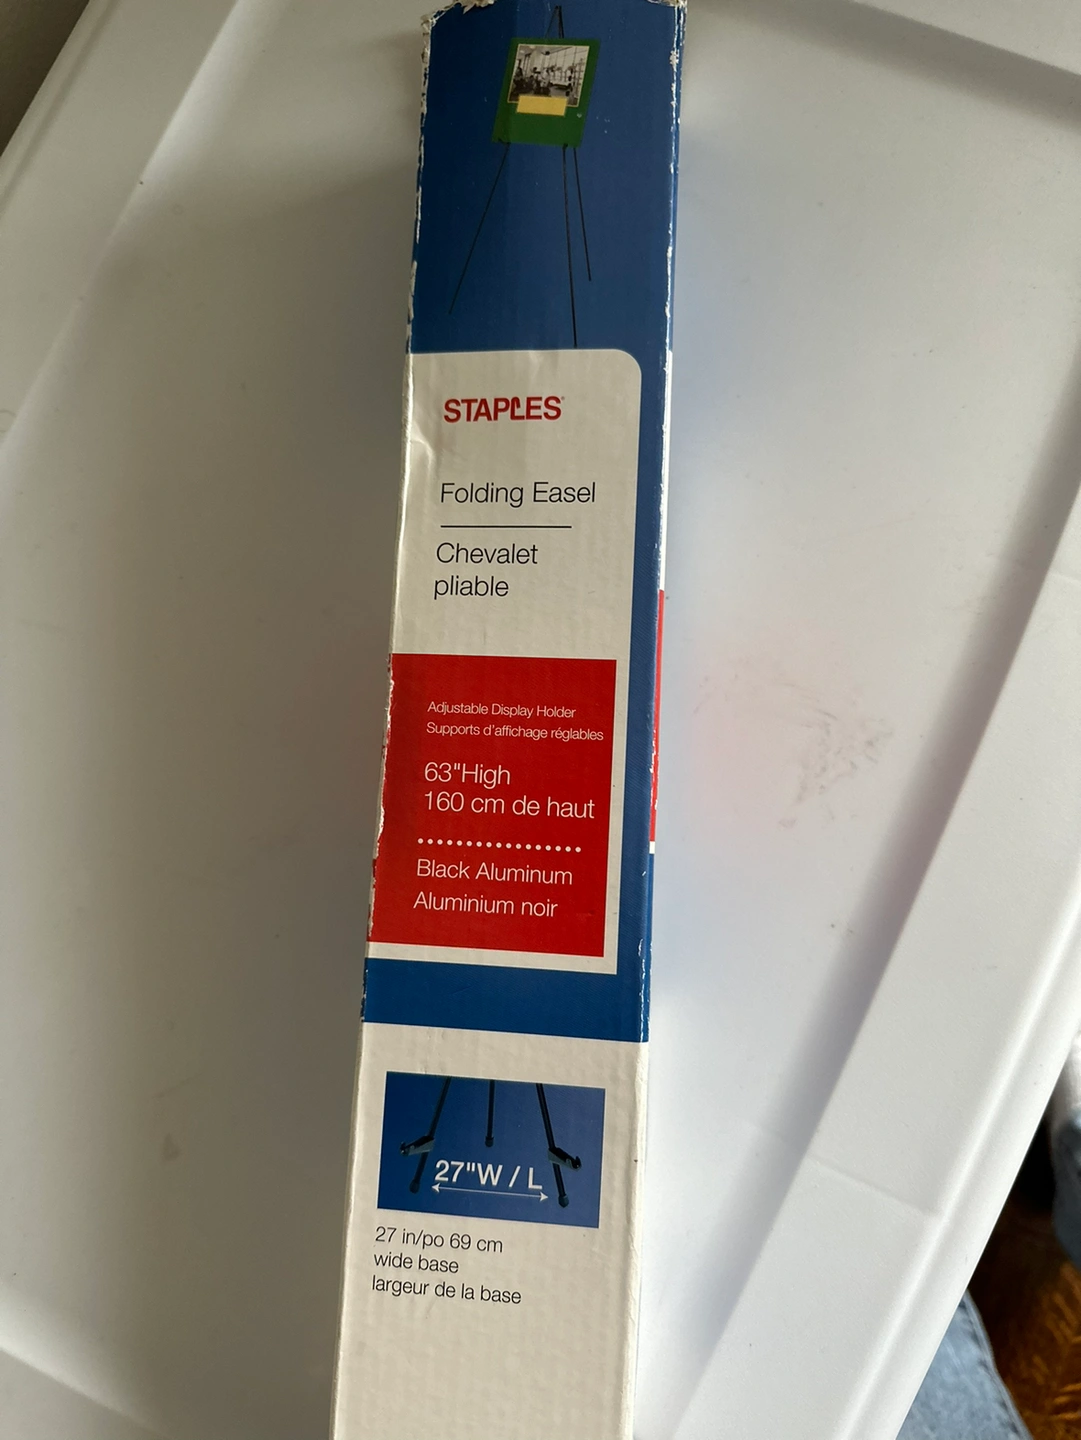 STAPLES
Folding Easel
Chevalet
pliable
Adjustable Display Holder
Supports d'affichage réglables
63"High
160 cm de haut
Black Aluminum
Aluminium noir
27"W / L
27 in/po 69 cm
wide base
largeur de la base